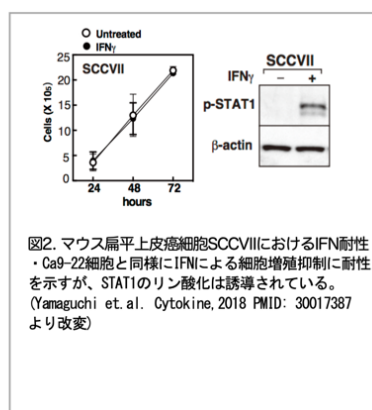 Untreated
IFNγ
SCCVII
Cells (X 10s)
25
20
15
10
5
0
24 48 72
hours
SCCVII
IFNγ − +
p-STAT1
β-actin
図2. マウス扁平上皮癌細胞SCCVIIにおけるIFN耐性
・Ca9-22細胞と同様にIFNによる細胞増殖抑制に耐性
を示すが、STAT1のリン酸化は誘導されている。
(Yamaguchi et.al. Cytokine,2018 PMID: 30017387
より改変)